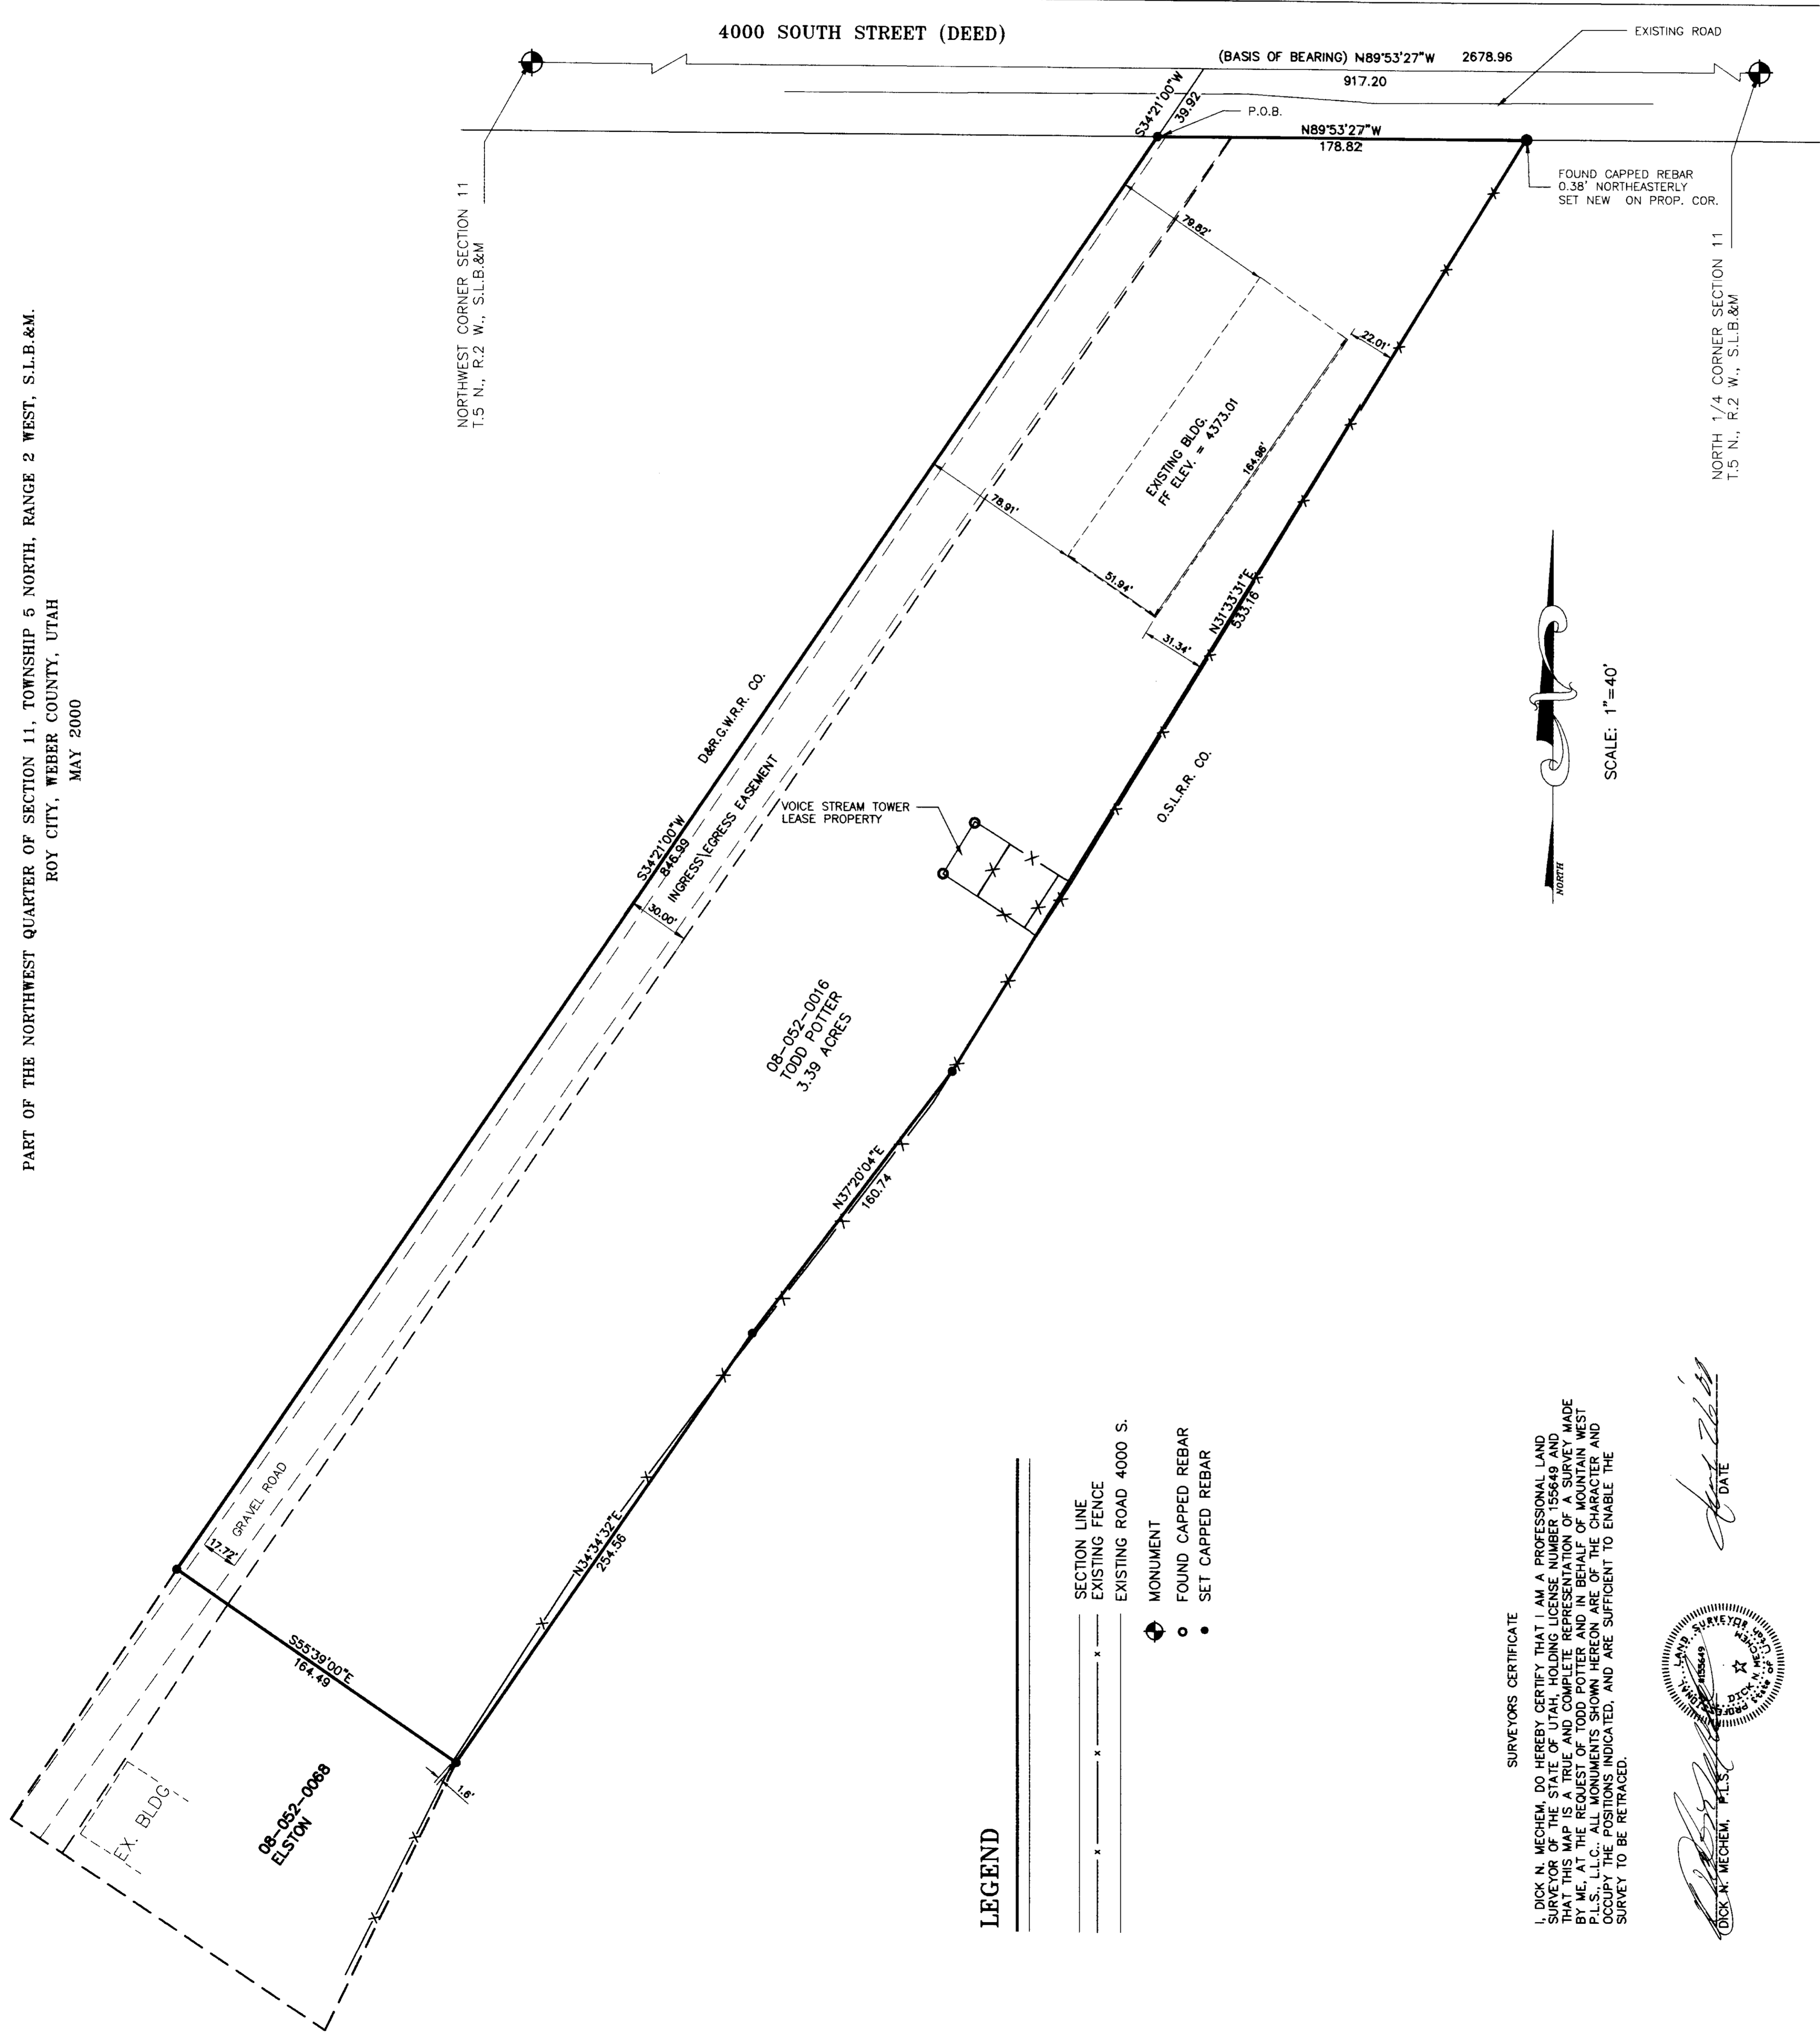 4000 SOUTH STREET (DEED)
EXISTING ROAD
(BASIS OF BEARING) N89°53'27"W 2678.96
917.20
S34°21'00"W
39.92
P.O.B.
N89°53'27"W
178.82
FOUND CAPPED REBAR
0.38' NORTHEASTERLY
SET NEW ON PROP. COR.
NORTHWEST CORNER SECTION 11
T.5 N., R.2 W., S.L.B.&M
NORTH 1/4 CORNER SECTION 11
T.5 N., R.2 W., S.L.B.&M
PART OF THE NORTHWEST QUARTER OF SECTION 11, TOWNSHIP 5 NORTH, RANGE 2 WEST, S.L.B.&M.
ROY CITY, WEBER COUNTY, UTAH
MAY 2000
79.82'
22.01'
EXISTING BLDG.
FF ELEV. = 4373.01
164.96'
78.91'
51.94'
31.34'
N31°33'31"E
533.16
D&R.G.W.R.R. CO.
O.S.L.R.R. CO.
S34°21'00"W
846.99
INGRESS\EGRESS EASEMENT
30.00'
VOICE STREAM TOWER
LEASE PROPERTY
NORTH
SCALE: 1"=40'
08-052-0016
TODD POTTER
3.39 ACRES
N37°20'04"E
160.74
GRAVEL ROAD
17.72'
N34°34'32"E
254.56
S55°39'00"E
164.49
1.6'
EX. BLDG
08-052-0068
ELSTON
LEGEND
SECTION LINE
EXISTING FENCE
EXISTING ROAD 4000 S.
MONUMENT
FOUND CAPPED REBAR
SET CAPPED REBAR
SURVEYORS CERTIFICATE
I, DICK N. MECHEM, DO HEREBY CERTIFY THAT I AM A PROFESSIONAL LAND
SURVEYOR OF THE STATE OF UTAH, HOLDING LICENSE NUMBER 155649 AND
THAT THIS MAP IS A TRUE AND COMPLETE REPRESENTATION OF A SURVEY MADE
BY ME, AT THE REQUEST OF TODD POTTER AND IN BEHALF OF MOUNTAIN WEST
P.L.S., L.L.C.. ALL MONUMENTS SHOWN HEREON ARE OF THE CHARACTER AND
OCCUPY THE POSITIONS INDICATED, AND ARE SUFFICIENT TO ENABLE THE
SURVEY TO BE RETRACED.
DICK N. MECHEM, P.L.S.
DATE
PROFESSIONAL LAND SURVEYOR
#155649
DICK N. MECHEM
STATE OF UTAH